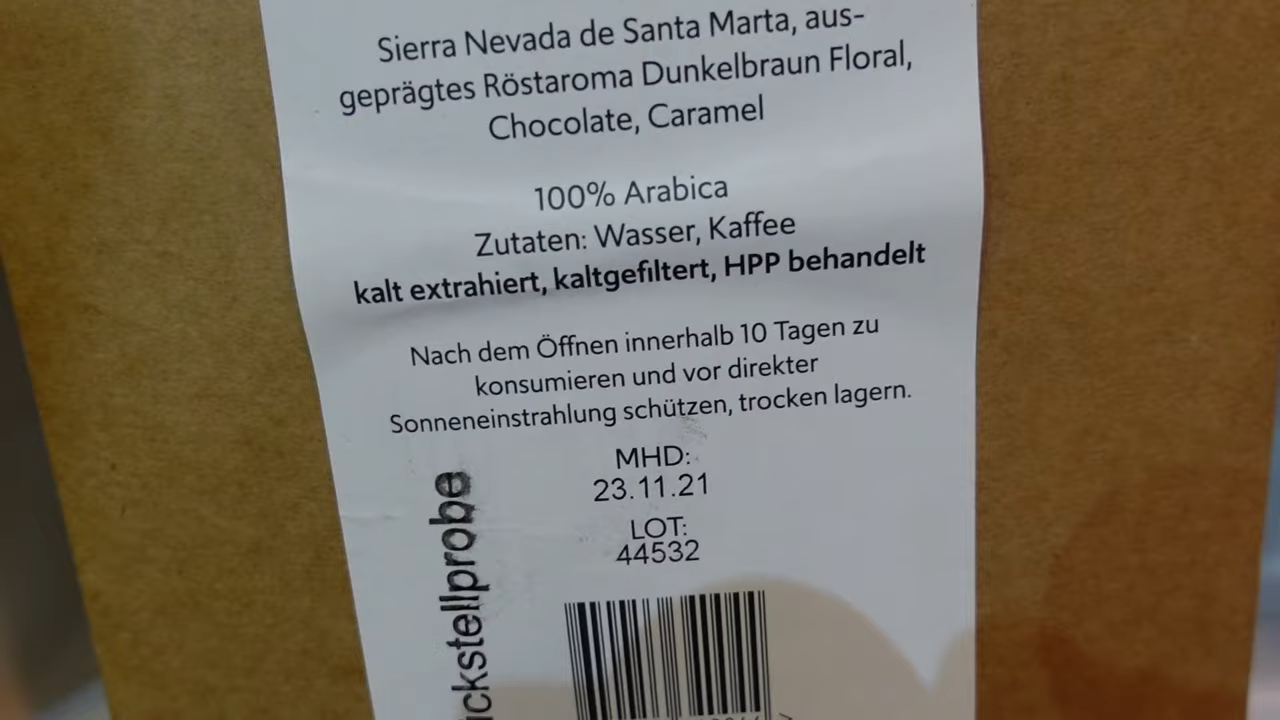 Sierra Nevada de Santa Marta, aus-
geprägtes Röstaroma Dunkelbraun Floral,
Chocolate, Caramel
100% Arabica
Zutaten: Wasser, Kaffee
kalt extrahiert, kaltgefiltert, HPP behandelt
Nach dem Öffnen innerhalb 10 Tagen zu
konsumieren und vor direkter
Sonneneinstrahlung schützen, trocken lagern.
MHD:
23.11.21
LOT:
44532